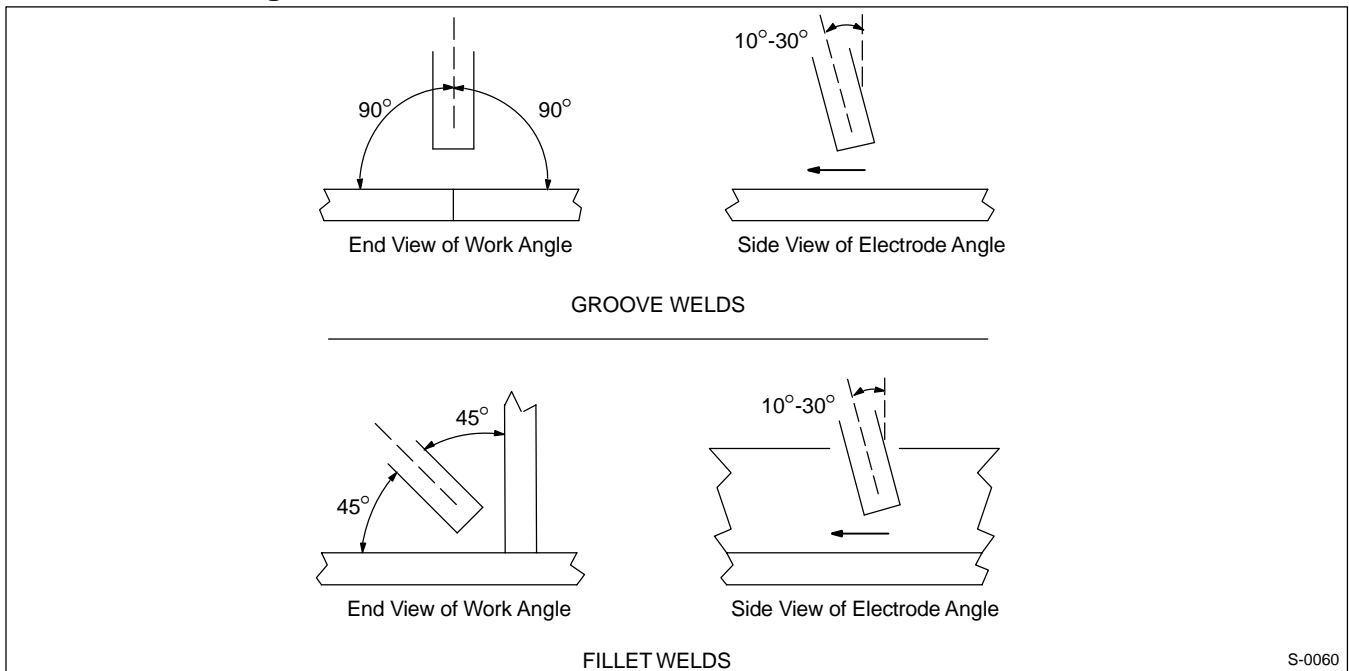 10°-30°
90° 90°
End View of Work Angle Side View of Electrode Angle
GROOVE WELDS
10°-30°
45°
45°
End View of Work Angle Side View of Electrode Angle
FILLET WELDS
S-0060